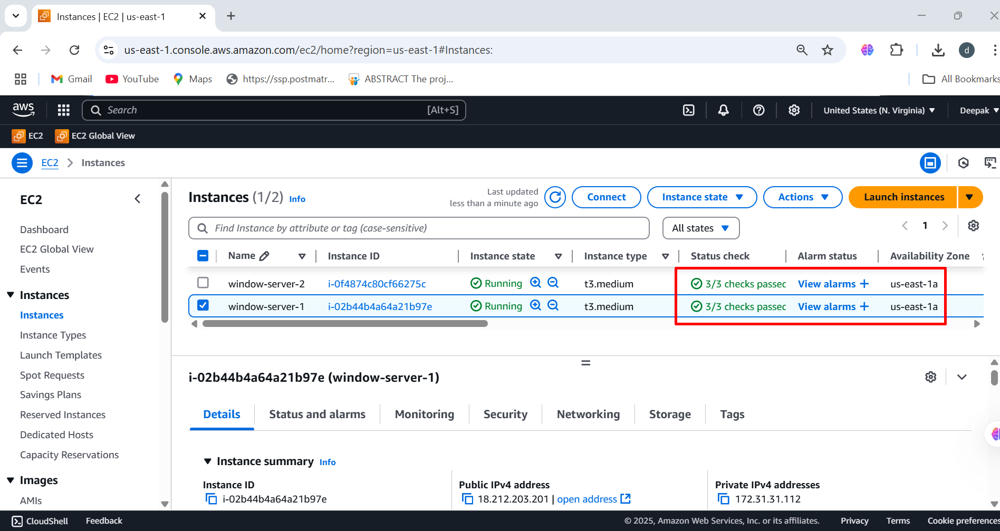 Instances | EC2 | us-east-1
us-east-1.console.aws.amazon.com/ec2/home?region=us-east-1#Instances:
d
Gmail YouTube Maps https://ssp.postmatr... ABSTRACT The proj... All Bookmarks
aws Search [Alt+S] United States (N. Virginia) Deepak
EC2 EC2 Global View
EC2 Instances
EC2
Dashboard
EC2 Global View
Events
Instances
Instances
Instance Types
Launch Templates
Spot Requests
Savings Plans
Reserved Instances
Dedicated Hosts
Capacity Reservations
Images
AMIs
Instances (1/2) Info
Last updated
less than a minute ago
Connect Instance state Actions Launch instances
Find Instance by attribute or tag (case-sensitive) All states 1
Name Instance ID Instance state Instance type Status check Alarm status Availability Zone
window-server-2 i-0f4874c80cf66275c Running t3.medium 3/3 checks passec View alarms + us-east-1a
window-server-1 i-02b44b4a64a21b97e Running t3.medium 3/3 checks passec View alarms + us-east-1a
i-02b44b4a64a21b97e (window-server-1)
Details Status and alarms Monitoring Security Networking Storage Tags
Instance summary Info
Instance ID Public IPv4 address Private IPv4 addresses
i-02b44b4a64a21b97e 18.212.203.201 | open address 172.31.31.112
CloudShell Feedback © 2025, Amazon Web Services, Inc. or its affiliates. Privacy Terms Cookie preferences